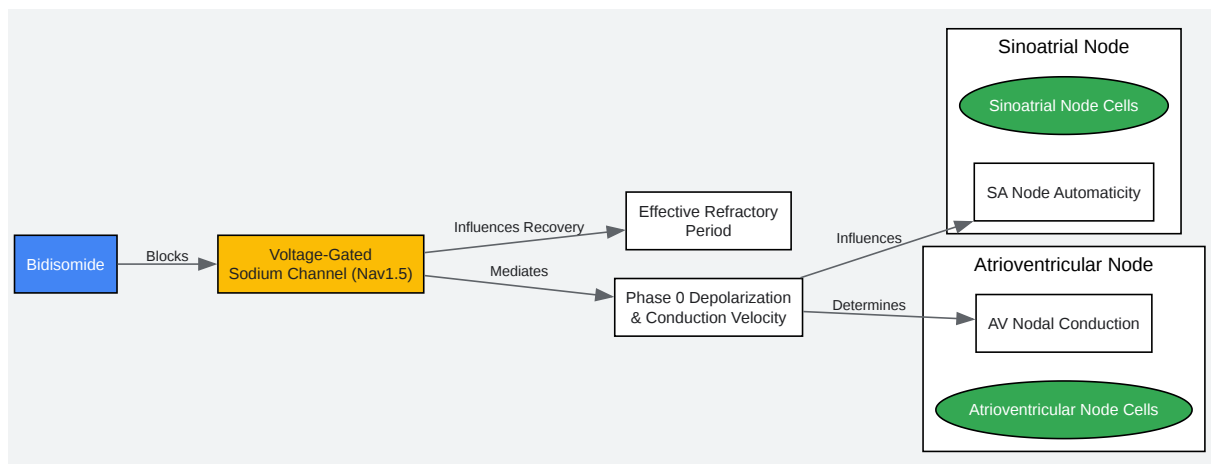 Bidisomide
Blocks
Voltage-Gated
Sodium Channel (Nav1.5)
Influences Recovery
Mediates
Effective Refractory
Period
Phase 0 Depolarization
& Conduction Velocity
Influences
Determines
Sinoatrial Node
Sinoatrial Node Cells
SA Node Automaticity
Atrioventricular Node
AV Nodal Conduction
Atrioventricular Node Cells